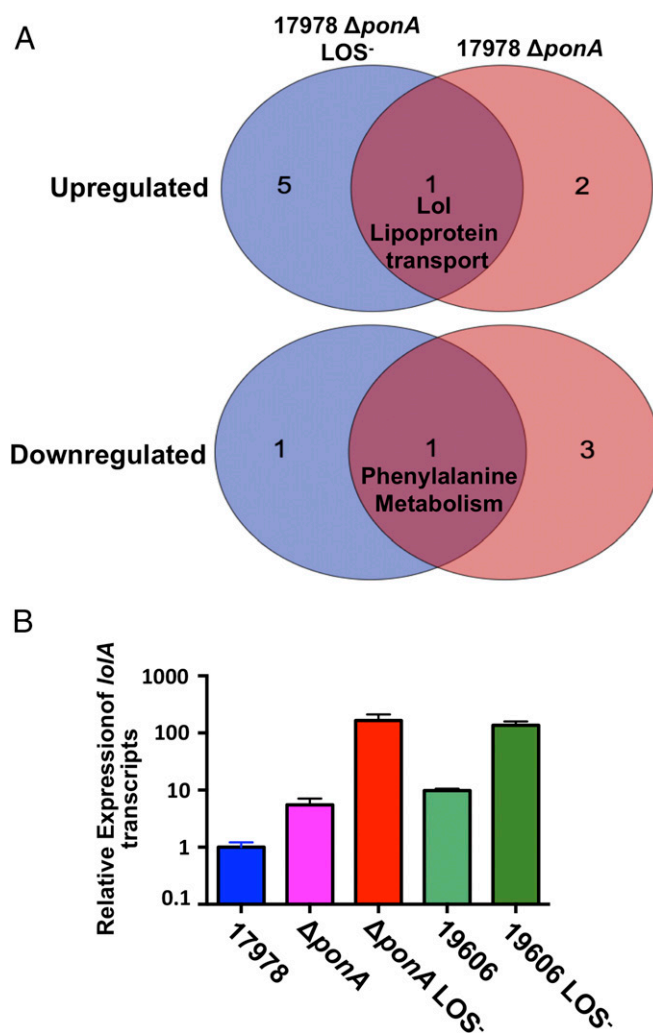 A
17978 ΔponA
LOS-
17978 ΔponA
Upregulated
5
1
2
Lol
Lipoprotein
transport
Downregulated
1
1
3
Phenylalanine
Metabolism
B
Relative Expressionof lolA
transcripts
1000
100
10
1
0.1
17978
ΔponA
ΔponA LOS-
19606
19606 LOS-